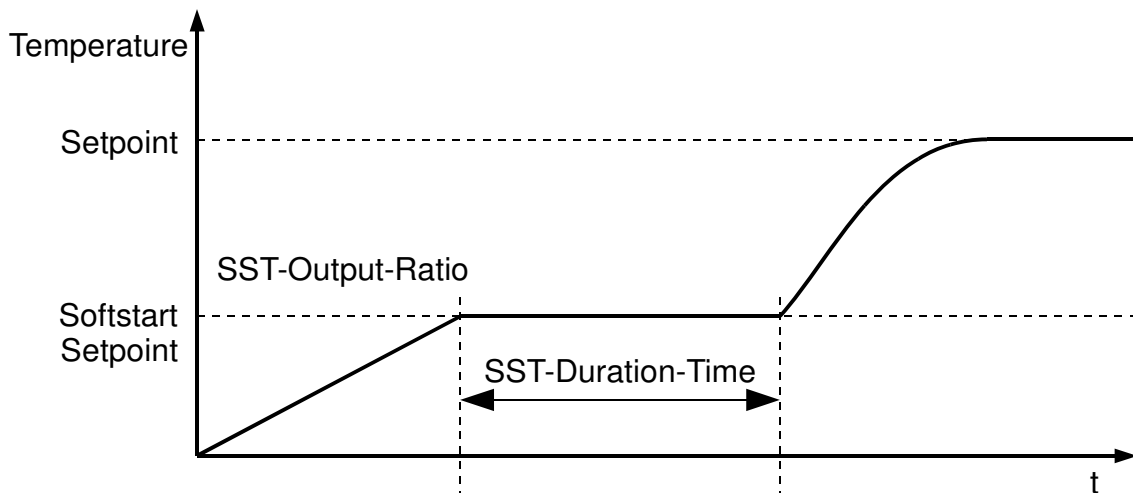 Temperature
Setpoint
SST-Output-Ratio
Softstart
Setpoint
SST-Duration-Time
t